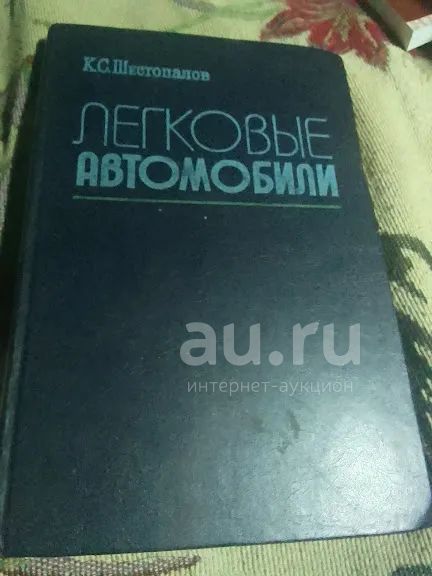 К.С.Шестопалов
ЛЕГКОВЫЕ
АВТОМОБИЛИ
au.ru
интернет-аукцион